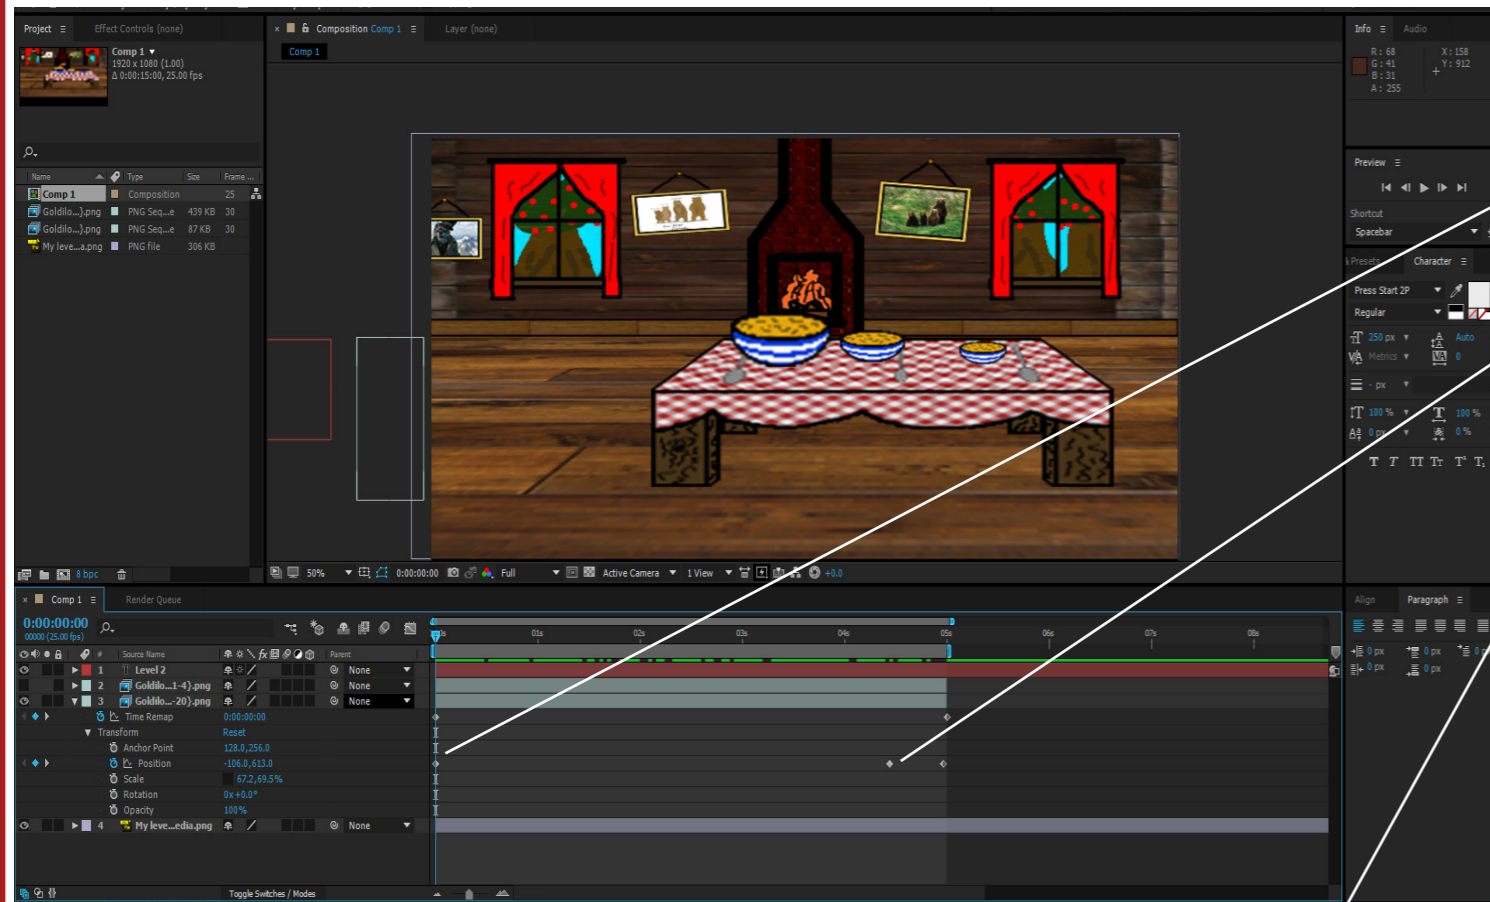 Project
Effect Controls (none)
Comp 1
1920 x 1080 (1.00)
Δ 0:00:15:00, 25.00 fps
Name Type Size Frame ...
Comp 1 Composition 25
Goldilo...}.png PNG Seq...e 439 KB 30
Goldilo...}.png PNG Seq...e 87 KB 30
My leve...a.png PNG file 306 KB
8 bpc
Composition Comp 1
Layer (none)
Comp 1
50%
0:00:00:00
Full
Active Camera
1 View
+0.0
Info
Audio
R : 68
G : 41
B : 31
A : 255
X : 158
Y : 912
Preview
Shortcut
Spacebar
Presets
Character
Press Start 2P
Regular
250 px
Auto
Metrics
0
- px
100 %
100 %
0 px
0 %
T T TT Tr T¹ T₁
Comp 1
Render Queue
0:00:00:00
00000 (25.00 fps)
# Source Name
Parent
01s 02s 03s 04s 05s 06s 07s 08s
1 Level 2 None
2 Goldilo...1-4}.png None
3 Goldilo...-20}.png None
Time Remap 0:00:00:00
Transform Reset
Anchor Point 128.0,256.0
Position -106.0,613.0
Scale 67.2,69.5%
Rotation 0x+0.0°
Opacity 100%
4 My leve...edia.png None
Toggle Switches / Modes
Align
Paragraph
0 px 0 px
0 px 0 px